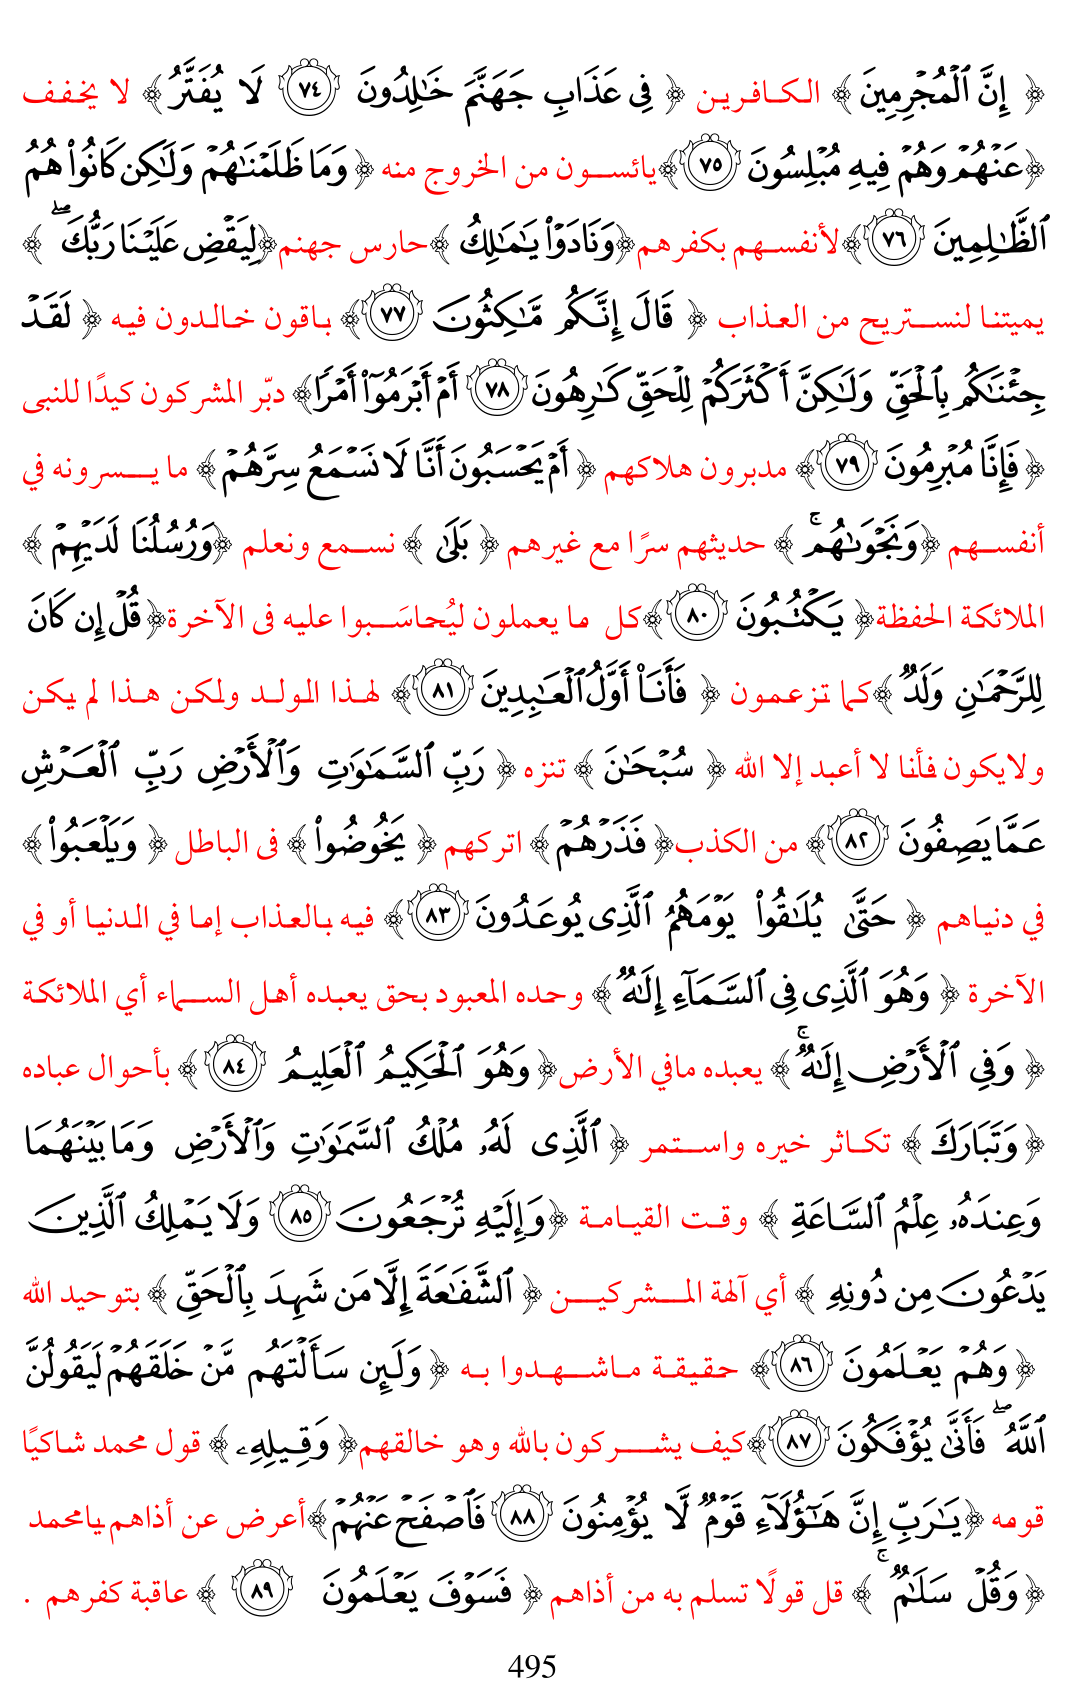 ﴿ إِنَّ ٱلْمُجْرِمِينَ ﴾ الكافرين ﴿ فِى عَذَابِ جَهَنَّمَ خَٰلِدُونَ ٧٤ لَا يُفَتَّرُ ﴾ لا يخفف
﴿ عَنْهُمْ وَهُمْ فِيهِ مُبْلِسُونَ ٧٥ ﴾ يائسون من الخروج منه ﴿ وَمَا ظَلَمْنَٰهُمْ وَلَٰكِن كَانُوا۟ هُمُ
ٱلظَّٰلِمِينَ ٧٦ ﴾ لأنفسهم بكفرهم ﴿ وَنَادَوْا۟ يَٰمَٰلِكُ ﴾ حارس جهنم ﴿ لِيَقْضِ عَلَيْنَا رَبُّكَ ۖ ﴾
يميتنا لنستريح من العذاب ﴿ قَالَ إِنَّكُم مَّٰكِثُونَ ٧٧ ﴾ باقون خالدون فيه ﴿ لَقَدْ
جِئْنَٰكُم بِٱلْحَقِّ وَلَٰكِنَّ أَكْثَرَكُمْ لِلْحَقِّ كَٰرِهُونَ ٧٨ أَمْ أَبْرَمُوٓا۟ أَمْرًا ﴾ دبّر المشركون كيدًا للنبى
﴿ فَإِنَّا مُبْرِمُونَ ٧٩ ﴾ مدبرون هلاكهم ﴿ أَمْ يَحْسَبُونَ أَنَّا لَا نَسْمَعُ سِرَّهُمْ ﴾ ما يسرونه في
أنفسهم ﴿ وَنَجْوَىٰهُم ۚ ﴾ حديثهم سرًا مع غيرهم ﴿ بَلَىٰ ﴾ نسمع ونعلم ﴿ وَرُسُلُنَا لَدَيْهِمْ ﴾
الملائكة الحفظة ﴿ يَكْتُبُونَ ٨٠ ﴾ كل ما يعملون ليُحاسَبوا عليه فى الآخرة ﴿ قُلْ إِن كَانَ
لِلرَّحْمَٰنِ وَلَدٌ ﴾ كما تزعمون ﴿ فَأَنَا۠ أَوَّلُ ٱلْعَٰبِدِينَ ٨١ ﴾ لهذا الولد ولكن هذا لم يكن
ولايكون فأنا لا أعبد إلا الله ﴿ سُبْحَٰنَ ﴾ تنزه ﴿ رَبِّ ٱلسَّمَٰوَٰتِ وَٱلْأَرْضِ رَبِّ ٱلْعَرْشِ
عَمَّا يَصِفُونَ ٨٢ ﴾ من الكذب ﴿ فَذَرْهُمْ ﴾ اتركهم ﴿ يَخُوضُوا۟ ﴾ فى الباطل ﴿ وَيَلْعَبُوا۟ ﴾
في دنياهم ﴿ حَتَّىٰ يُلَٰقُوا۟ يَوْمَهُمُ ٱلَّذِى يُوعَدُونَ ٨٣ ﴾ فيه بالعذاب إما في الدنيا أو في
الآخرة ﴿ وَهُوَ ٱلَّذِى فِى ٱلسَّمَآءِ إِلَٰهٌ ﴾ وحده المعبود بحق يعبده أهل السماء أي الملائكة
﴿ وَفِى ٱلْأَرْضِ إِلَٰهٌ ۚ ﴾ يعبده مافي الأرض ﴿ وَهُوَ ٱلْحَكِيمُ ٱلْعَلِيمُ ٨٤ ﴾ بأحوال عباده
﴿ وَتَبَارَكَ ﴾ تكاثر خيره واستمر ﴿ ٱلَّذِى لَهُۥ مُلْكُ ٱلسَّمَٰوَٰتِ وَٱلْأَرْضِ وَمَا بَيْنَهُمَا
وَعِندَهُۥ عِلْمُ ٱلسَّاعَةِ ﴾ وقت القيامة ﴿ وَإِلَيْهِ تُرْجَعُونَ ٨٥ وَلَا يَمْلِكُ ٱلَّذِينَ
يَدْعُونَ مِن دُونِهِ ﴾ أي آلهة المشركين ﴿ ٱلشَّفَٰعَةَ إِلَّا مَن شَهِدَ بِٱلْحَقِّ ﴾ بتوحيد الله
﴿ وَهُمْ يَعْلَمُونَ ٨٦ ﴾ حقيقة ماشهدوا به ﴿ وَلَئِن سَأَلْتَهُم مَّنْ خَلَقَهُمْ لَيَقُولُنَّ
ٱللَّهُ ۖ فَأَنَّىٰ يُؤْفَكُونَ ٨٧ ﴾ كيف يشركون بالله وهو خالقهم ﴿ وَقِيلِهِۦ ﴾ قول محمد شاكيًا
قومه ﴿ يَٰرَبِّ إِنَّ هَٰٓؤُلَآءِ قَوْمٌ لَّا يُؤْمِنُونَ ٨٨ فَٱصْفَحْ عَنْهُمْ ﴾ أعرض عن أذاهم يامحمد
﴿ وَقُلْ سَلَٰمٌ ۚ ﴾ قل قولًا تسلم به من أذاهم ﴿ فَسَوْفَ يَعْلَمُونَ ٨٩ ﴾ عاقبة كفرهم .
495